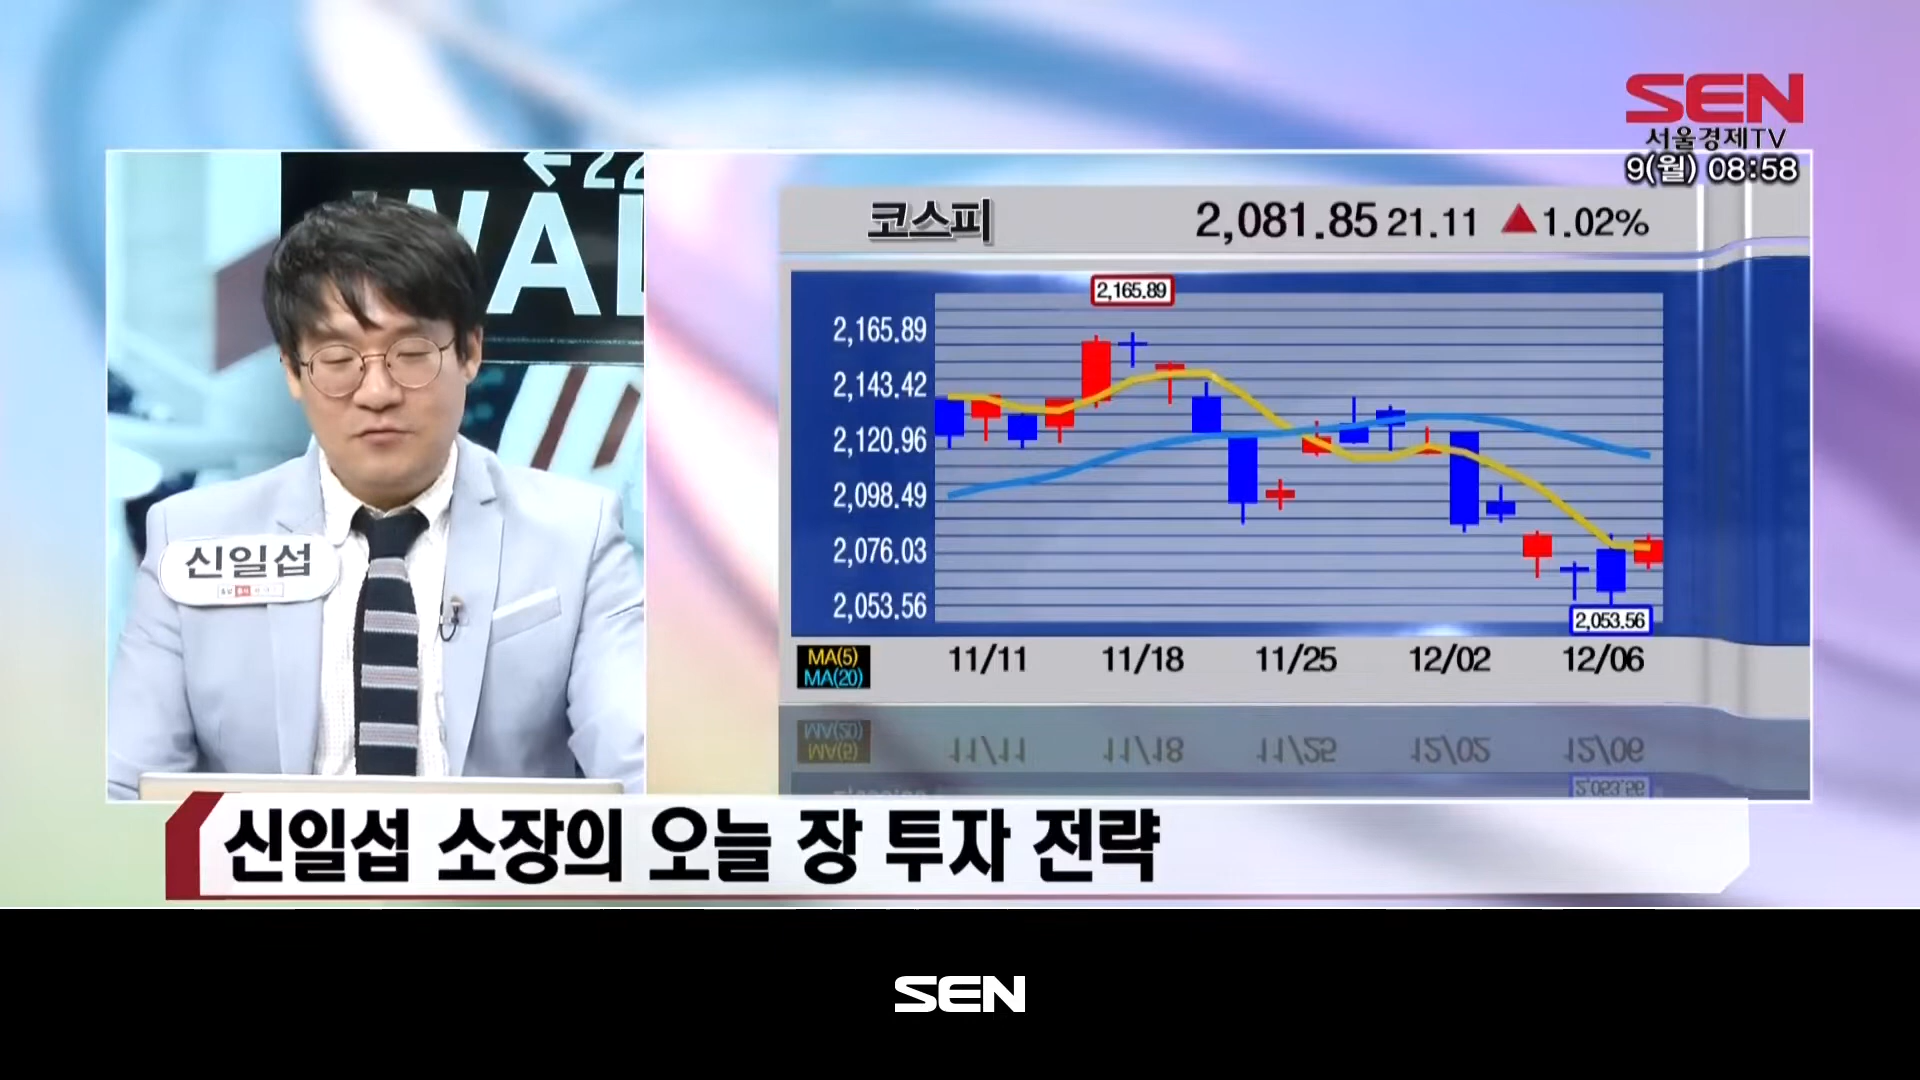 SEN
서울경제TV
9(월) 08:58
←22
WAL
신일섭
코스피 2,081.85 21.11 ▲1.02%
2,165.89
2,165.89
2,143.42
2,120.96
2,098.49
2,076.03
2,053.56
2,053.56
MA(5)
MA(20)
11/11 11/18 11/25 12/02 12/06
신일섭 소장의 오늘 장 투자 전략
SEN